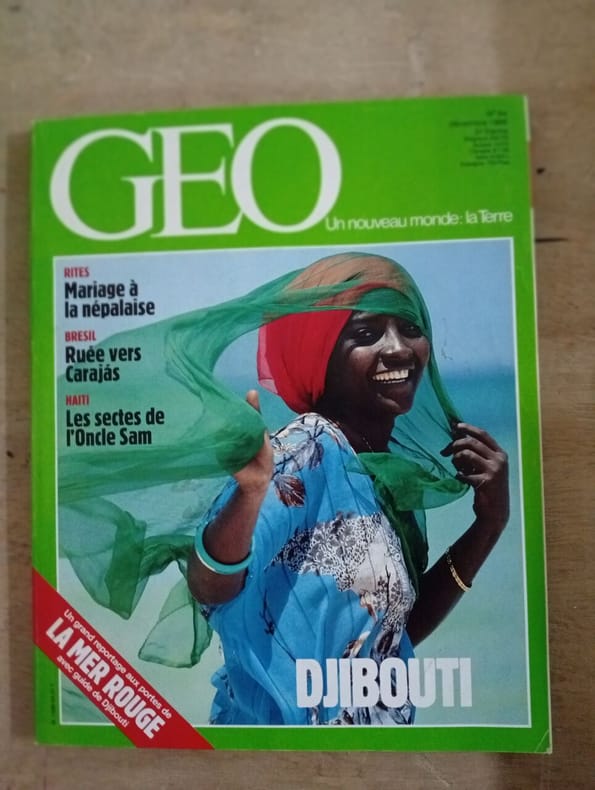 GEO
Un nouveau monde: la Terre
RITES
Mariage à
la népalaise
BRESIL
Ruée vers
Carajás
HAITI
Les sectes de
l'Oncle Sam
Un grand reportage aux portes de
LA MER ROUGE
avec guide de Djibouti
DJIBOUTI